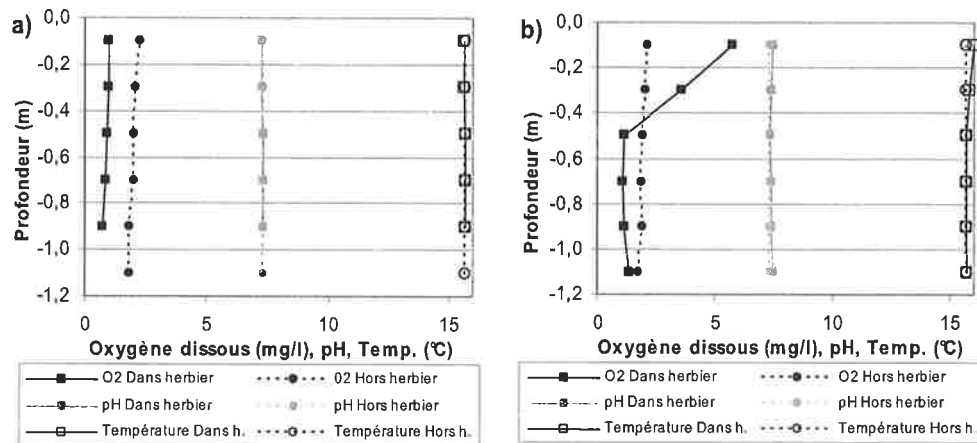 a)
0,0
-0,2
-0,4
-0,6
-0,8
-1,0
-1,2
Profondeur (m)
0 5 10 15
Oxygène dissous (mg/l), pH, Temp. (°C)
O2 Dans herbier
02 Hors herbier
pH Dans herbier
pH Hors herbier
Température Dans h.
Température Hors h.
b)
0,0
-0,2
-0,4
-0,6
-0,8
-1,0
-1,2
Profondeur (m)
0 5 10 15
Oxygène dissous (mg/l), pH, Temp. (°C)
O2 Dans herbier
O2 Hors herbier
pH Dans herbier
pH Hors herbier
Température Dans h.
Température Hors h.